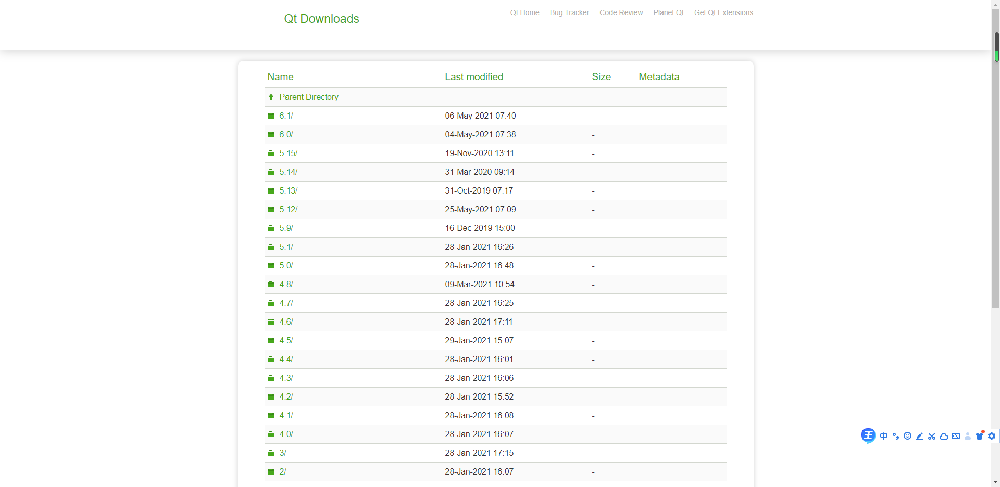 Qt Downloads
Qt Home Bug Tracker Code Review Planet Qt Get Qt Extensions
Name Last modified Size Metadata
Parent Directory -
6.1/ 06-May-2021 07:40 -
6.0/ 04-May-2021 07:38 -
5.15/ 19-Nov-2020 13:11 -
5.14/ 31-Mar-2020 09:14 -
5.13/ 31-Oct-2019 07:17 -
5.12/ 25-May-2021 07:09 -
5.9/ 16-Dec-2019 15:00 -
5.1/ 28-Jan-2021 16:26 -
5.0/ 28-Jan-2021 16:48 -
4.8/ 09-Mar-2021 10:54 -
4.7/ 28-Jan-2021 16:25 -
4.6/ 28-Jan-2021 17:11 -
4.5/ 29-Jan-2021 15:07 -
4.4/ 28-Jan-2021 16:01 -
4.3/ 28-Jan-2021 16:06 -
4.2/ 28-Jan-2021 15:52 -
4.1/ 28-Jan-2021 16:08 -
4.0/ 28-Jan-2021 16:07 -
王 中
3/ 28-Jan-2021 17:15 -
2/ 28-Jan-2021 16:07 -